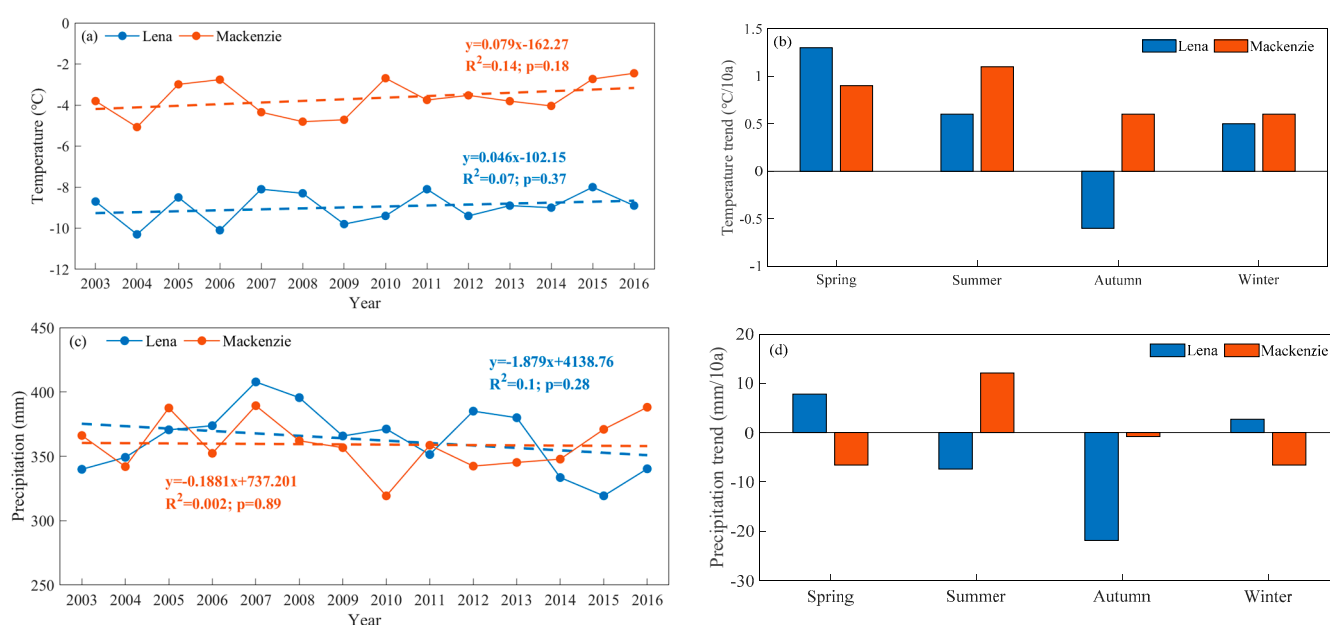 (a) Lena Mackenzie
y=0.079x-162.27
R²=0.14; p=0.18
y=0.046x-102.15
R²=0.07; p=0.37
Temperature (°C)
0
-2
-4
-6
-8
-10
-12
2003 2004 2005 2006 2007 2008 2009 2010 2011 2012 2013 2014 2015 2016
Year
(b) Lena Mackenzie
Temperature trend (°C/10a)
1.5
1
0.5
0
-0.5
-1
Spring Summer Autumn Winter
(c) Lena Mackenzie
y=-1.879x+4138.76
R²=0.1; p=0.28
y=-0.1881x+737.201
R²=0.002; p=0.89
Precipitation (mm)
450
400
350
300
250
2003 2004 2005 2006 2007 2008 2009 2010 2011 2012 2013 2014 2015 2016
Year
(d) Lena Mackenzie
Precipitation trend (mm/10a)
20
10
0
-10
-20
-30
Spring Summer Autumn Winter